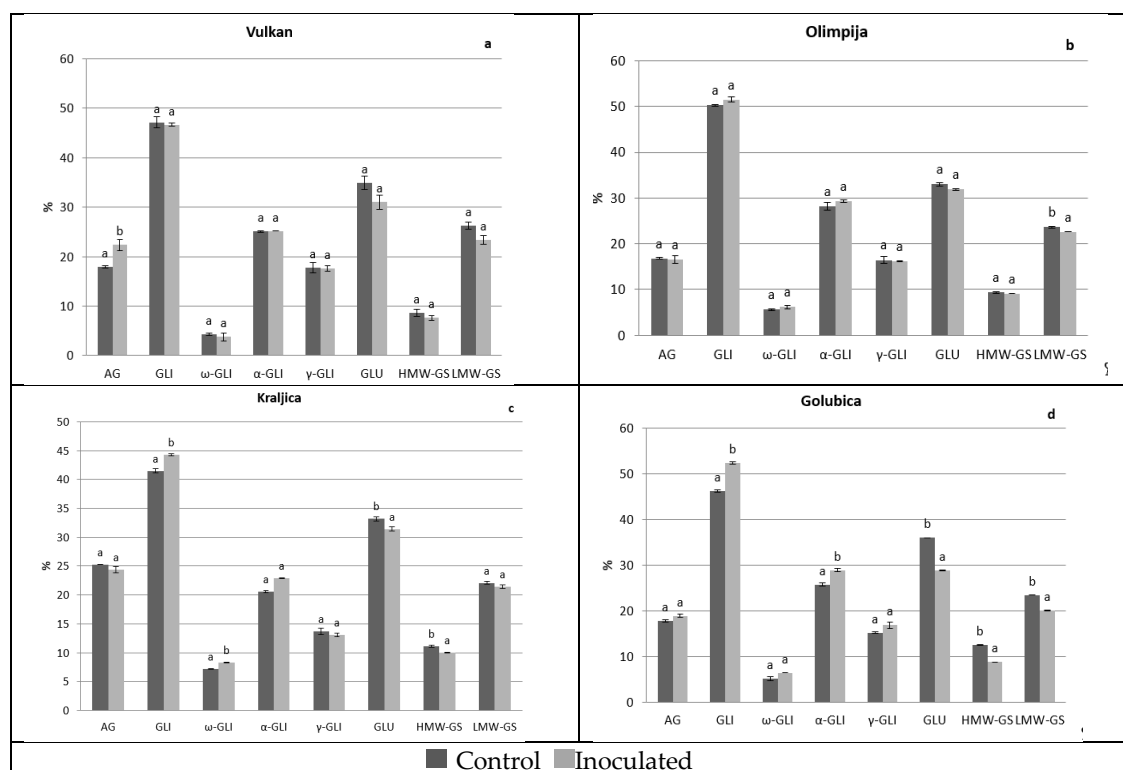 Vulkan
a
60
50
40
30
20
10
0
%
a a
a b
a a
a a
a a
a a
a a
a a
AG GLI ω-GLI α-GLI γ-GLI GLU HMW-GS LMW-GS
Olimpija
b
60
50
40
30
20
10
0
%
a a
a a
a a
a a
a a
a a
a a
b a
AG GLI ω-GLI α-GLI γ-GLI GLU HMW-GS LMW-GS
Kraljica
c
50
45
40
35
30
25
20
15
10
5
0
%
a a
a b
a b
a a
a a
b a
b a
a a
AG GLI ω-GLI α-GLI γ-GLI GLU HMW-GS LMW-GS
Golubica
d
60
50
40
30
20
10
0
%
a a
a b
a a
a b
a a
b a
b a
b a
AG GLI ω-GLI α-GLI γ-GLI GLU HMW-GS LMW-GS
Control Inoculated